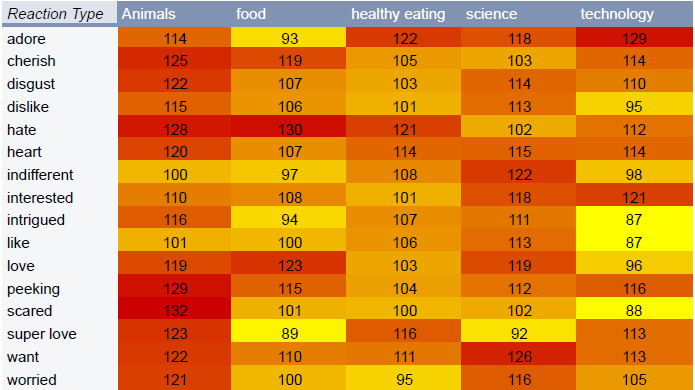 Reaction Type Animals food healthy eating science technology
adore 114 93 122 118 129
cherish 125 119 105 103 114
disgust 122 107 103 114 110
dislike 115 106 101 113 95
hate 128 130 121 102 112
heart 120 107 114 115 114
indifferent 100 97 108 122 98
interested 110 108 101 118 121
intrigued 116 94 107 111 87
like 101 100 106 113 87
love 119 123 103 119 96
peeking 129 115 104 112 116
scared 132 101 100 102 88
super love 123 89 116 92 113
want 122 110 111 126 113
worried 121 100 95 116 105